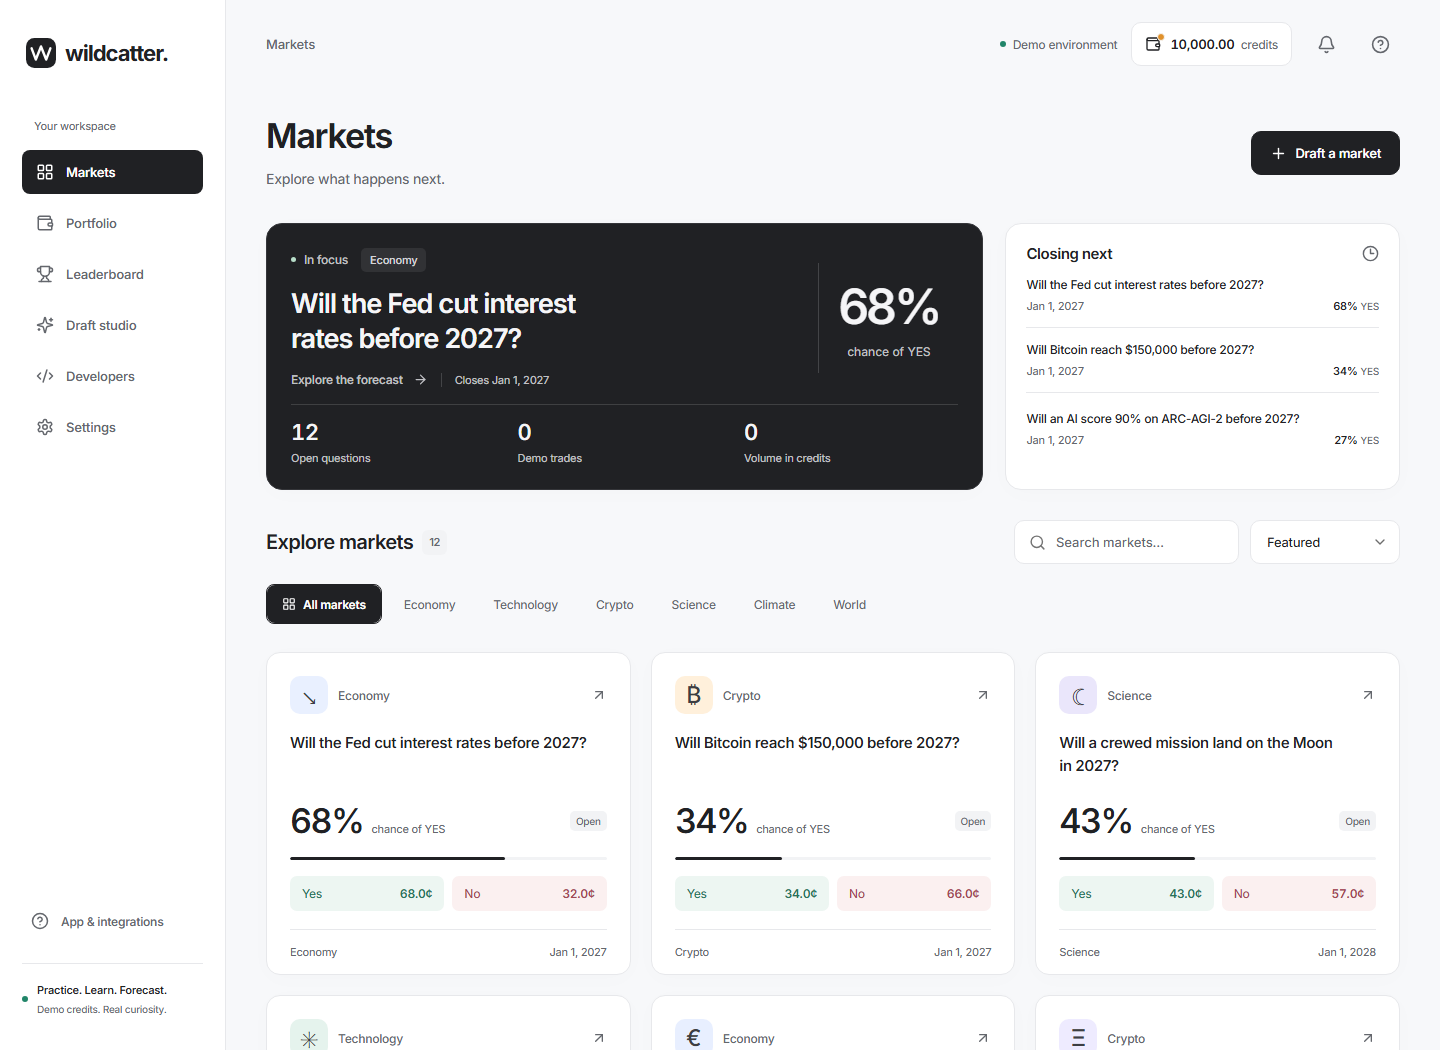 wildcatter.
Your workspace
Markets
Portfolio
Leaderboard
Draft studio
Developers
Settings
App & integrations
Practice. Learn. Forecast.
Demo credits. Real curiosity.
Markets
Demo environment
10,000.00 credits
Markets
Explore what happens next.
Draft a market
In focus
Economy
Will the Fed cut interest
rates before 2027?
Explore the forecast
Closes Jan 1, 2027
68%
chance of YES
12
Open questions
0
Demo trades
0
Volume in credits
Closing next
Will the Fed cut interest rates before 2027?
Jan 1, 2027
68% YES
Will Bitcoin reach $150,000 before 2027?
Jan 1, 2027
34% YES
Will an AI score 90% on ARC-AGI-2 before 2027?
Jan 1, 2027
27% YES
Explore markets
12
Search markets...
Featured
All markets
Economy
Technology
Crypto
Science
Climate
World
Economy
Will the Fed cut interest rates before 2027?
68% chance of YES
Open
Yes 68.0¢
No 32.0¢
Economy
Jan 1, 2027
₿
Crypto
Will Bitcoin reach $150,000 before 2027?
34% chance of YES
Open
Yes 34.0¢
No 66.0¢
Crypto
Jan 1, 2027
Science
Will a crewed mission land on the Moon
in 2027?
43% chance of YES
Open
Yes 43.0¢
No 57.0¢
Science
Jan 1, 2028
Technology
€
Economy
Ξ
Crypto